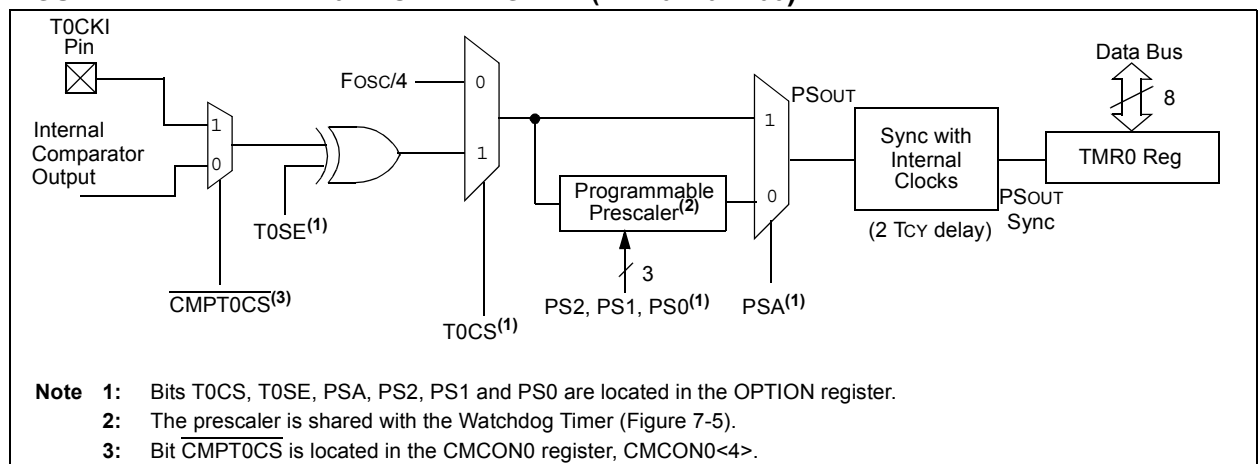 T0CKI
Pin
FOSC/4
0
1
Internal
Comparator
Output
1
0
T0SE(1)
CMPT0CS(3)
T0CS(1)
Programmable
Prescaler(2)
3
PS2, PS1, PS0(1)
PSOUT
1
0
PSA(1)
Sync with
Internal
Clocks
(2 TCY delay)
PSOUT
Sync
Data Bus
8
TMR0 Reg
Note 1: Bits T0CS, T0SE, PSA, PS2, PS1 and PS0 are located in the OPTION register.
2: The prescaler is shared with the Watchdog Timer (Figure 7-5).
3: Bit CMPT0CS is located in the CMCON0 register, CMCON0<4>.